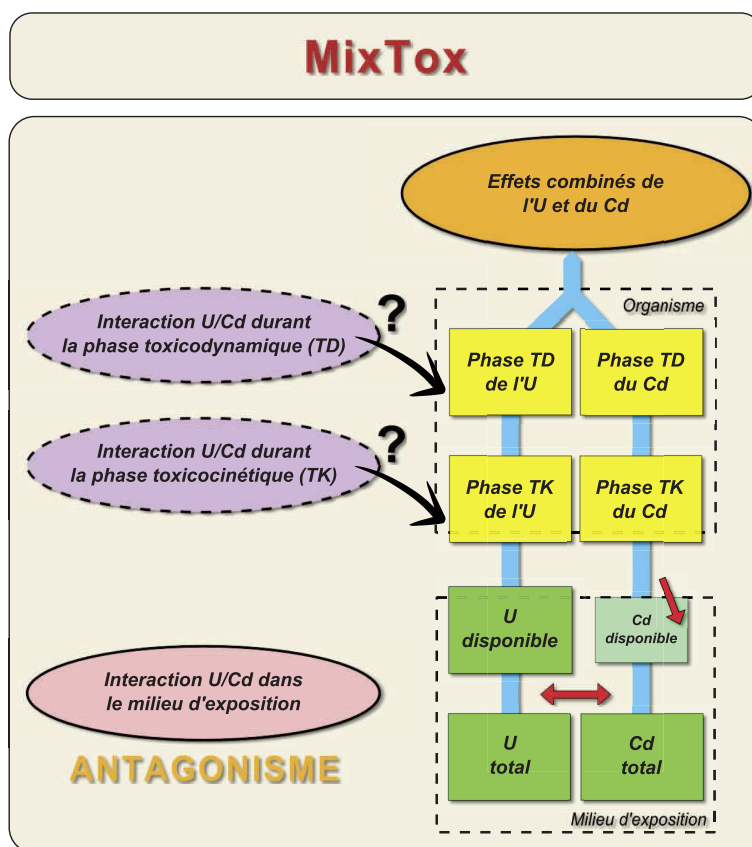 MixTox
Effets combinés de
l'U et du Cd
Organisme
Interaction U/Cd durant
la phase toxicodynamique (TD)
?
Phase TD
de l'U
Phase TD
du Cd
Interaction U/Cd durant
la phase toxicocinétique (TK)
?
Phase TK
de l'U
Phase TK
du Cd
U
disponible
Cd
disponible
Interaction U/Cd dans
le milieu d'exposition
ANTAGONISME
U
total
Cd
total
Milieu d'exposition